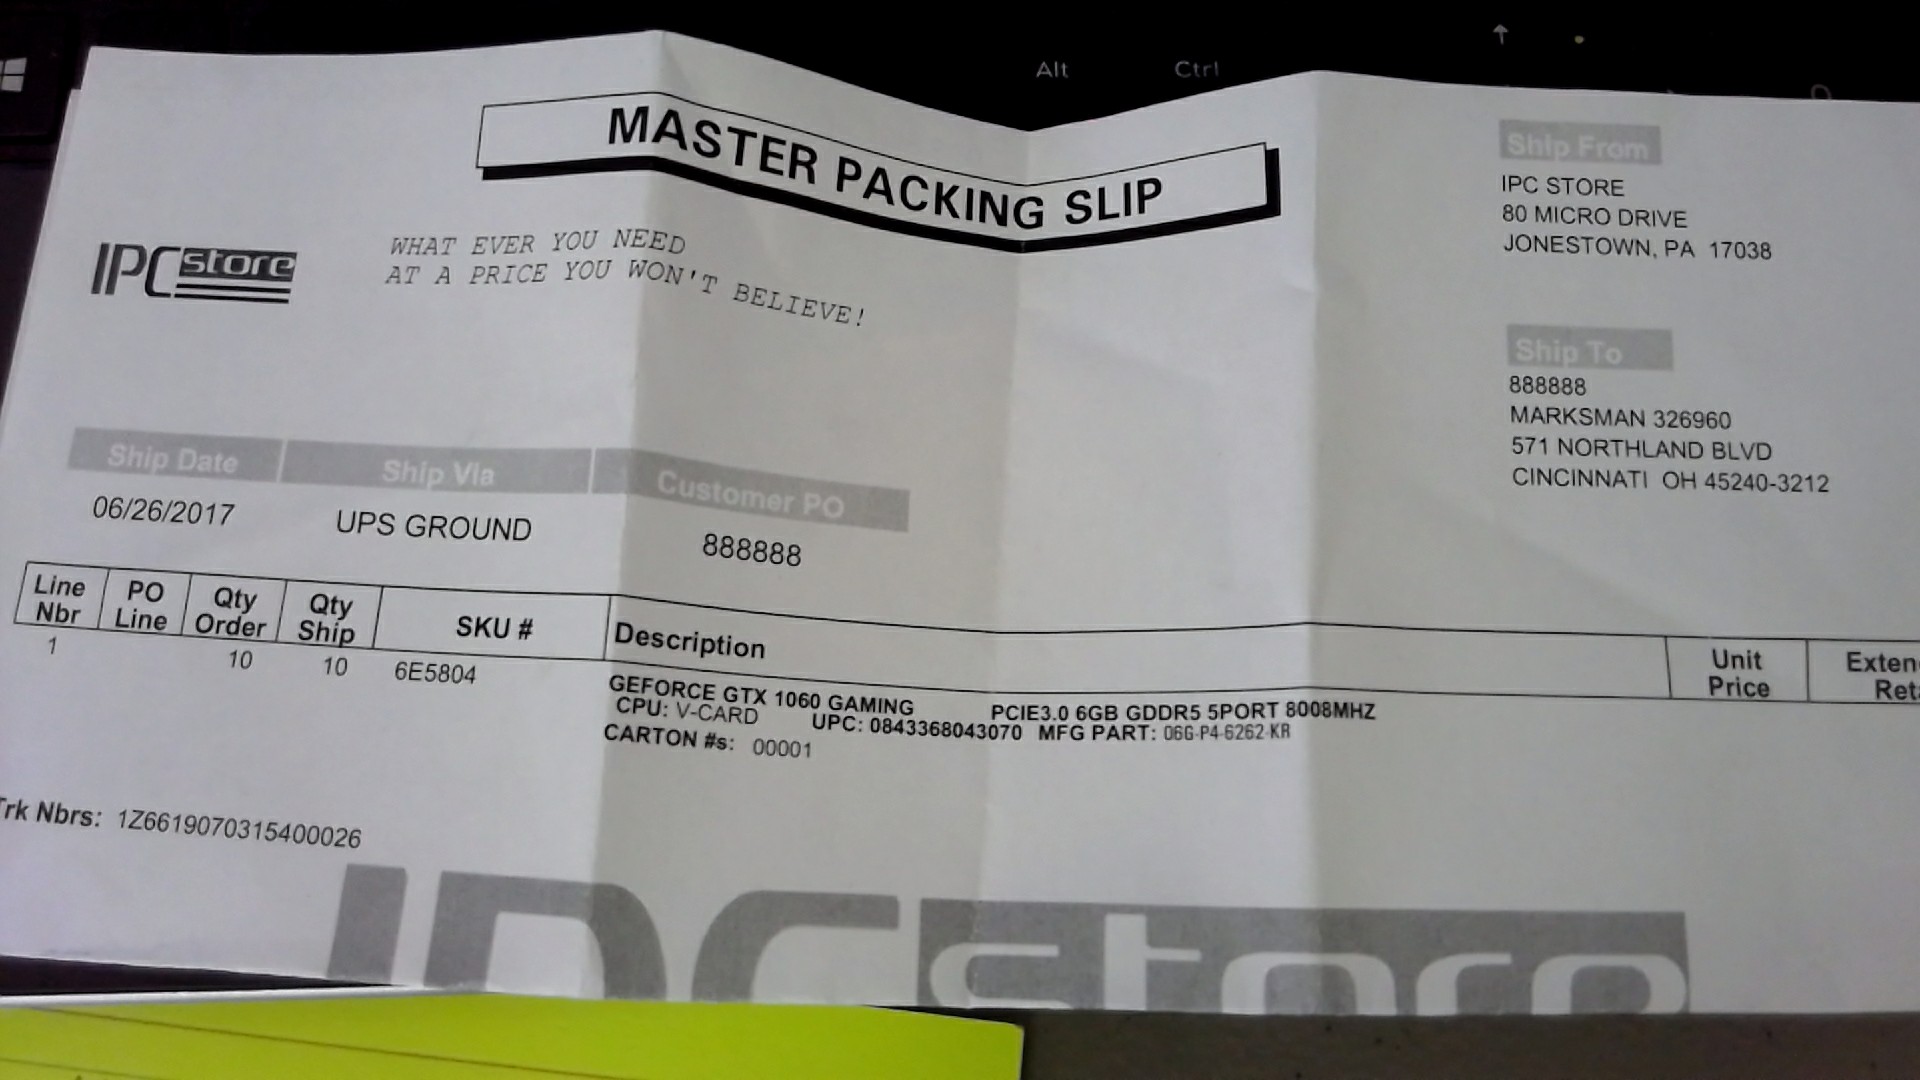 Alt Ctrl ↑
MASTER PACKING SLIP
IPC store
WHAT EVER YOU NEED
AT A PRICE YOU WON'T BELIEVE!
Ship From
IPC STORE
80 MICRO DRIVE
JONESTOWN, PA 17038
Ship To
888888
MARKSMAN 326960
571 NORTHLAND BLVD
CINCINNATI OH 45240-3212
Ship Date Ship Via Customer PO
06/26/2017 UPS GROUND 888888
Line Nbr PO Line Qty Order Qty Ship SKU # Description Unit Price Exten Reta
1 10 10 6E5804
GEFORCE GTX 1060 GAMING PCIE3.0 6GB GDDR5 5PORT 8008MHZ
CPU: V-CARD UPC: 0843368043070 MFG PART: 06G-P4-6262-KR
CARTON #s: 00001
Trk Nbrs: 1Z6619070315400026
IPC store